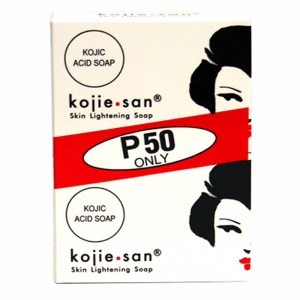 KOJIC
ACID SOAP
kojie.san®
Skin Lightening Soap
P50
ONLY
KOJIC
ACID SOAP
kojie.san®
Skin Lightening Soap